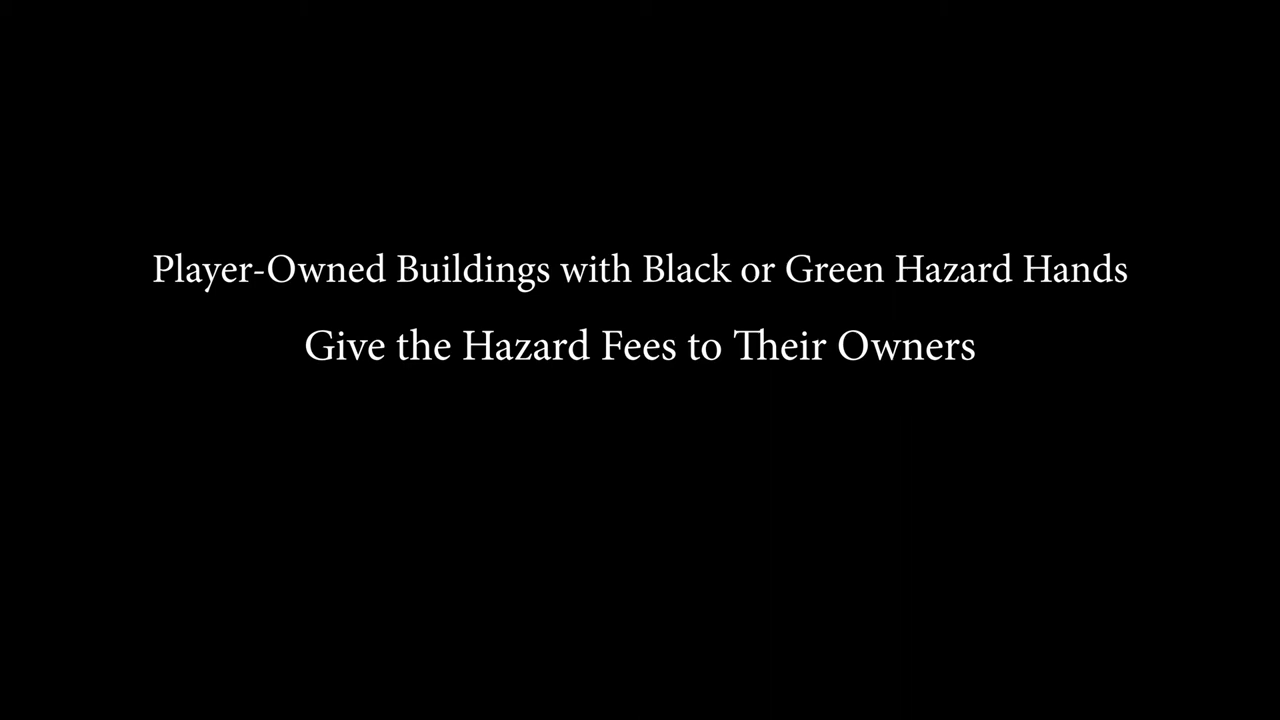 Player-Owned Buildings with Black or Green Hazard Hands
Give the Hazard Fees to Their Owners